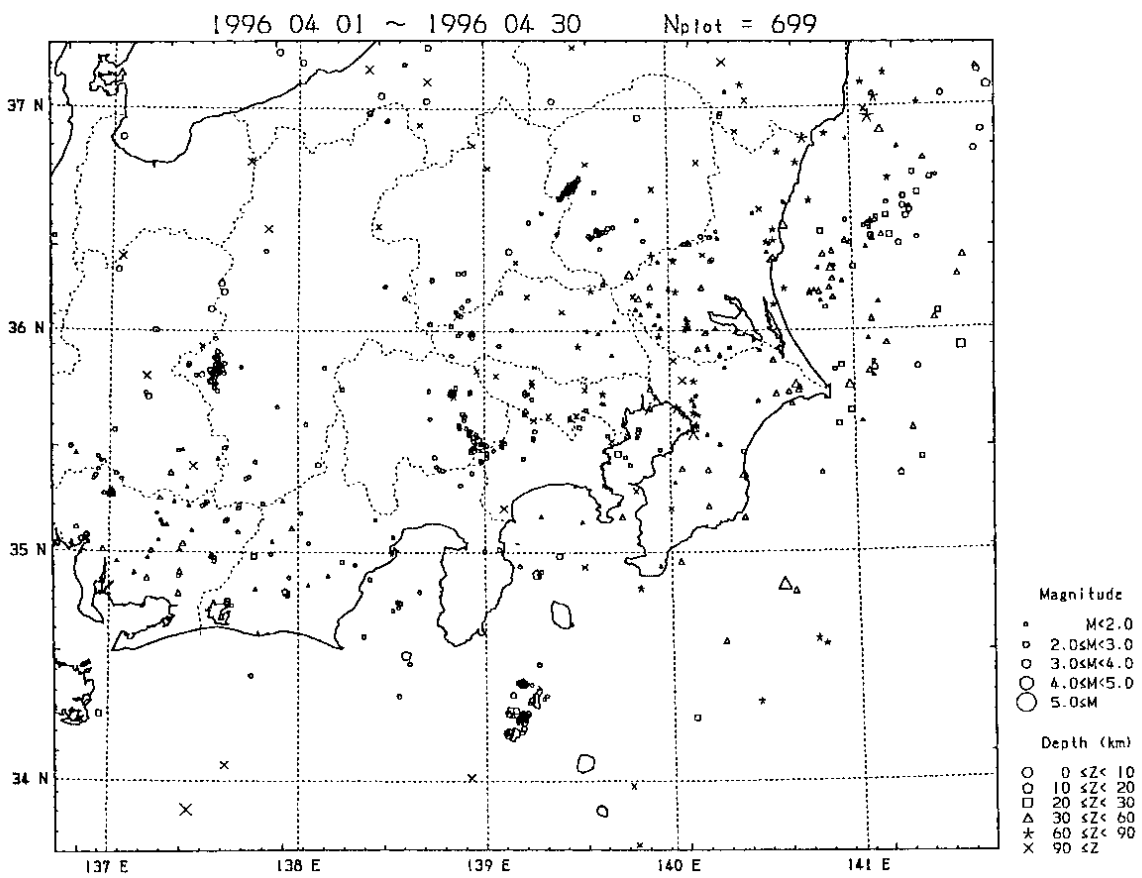 1996 04 01 ~ 1996 04 30 Nplot = 699
37 N
36 N
35 N
34 N
137 E 138 E 139 E 140 E 141 E
Magnitude
M<2.0
2.0≤M<3.0
3.0≤M<4.0
4.0≤M<5.0
5.0≤M
Depth (km)
0 ≤Z< 10
10 ≤Z< 20
20 ≤Z< 30
30 ≤Z< 60
60 ≤Z< 90
90 ≤Z